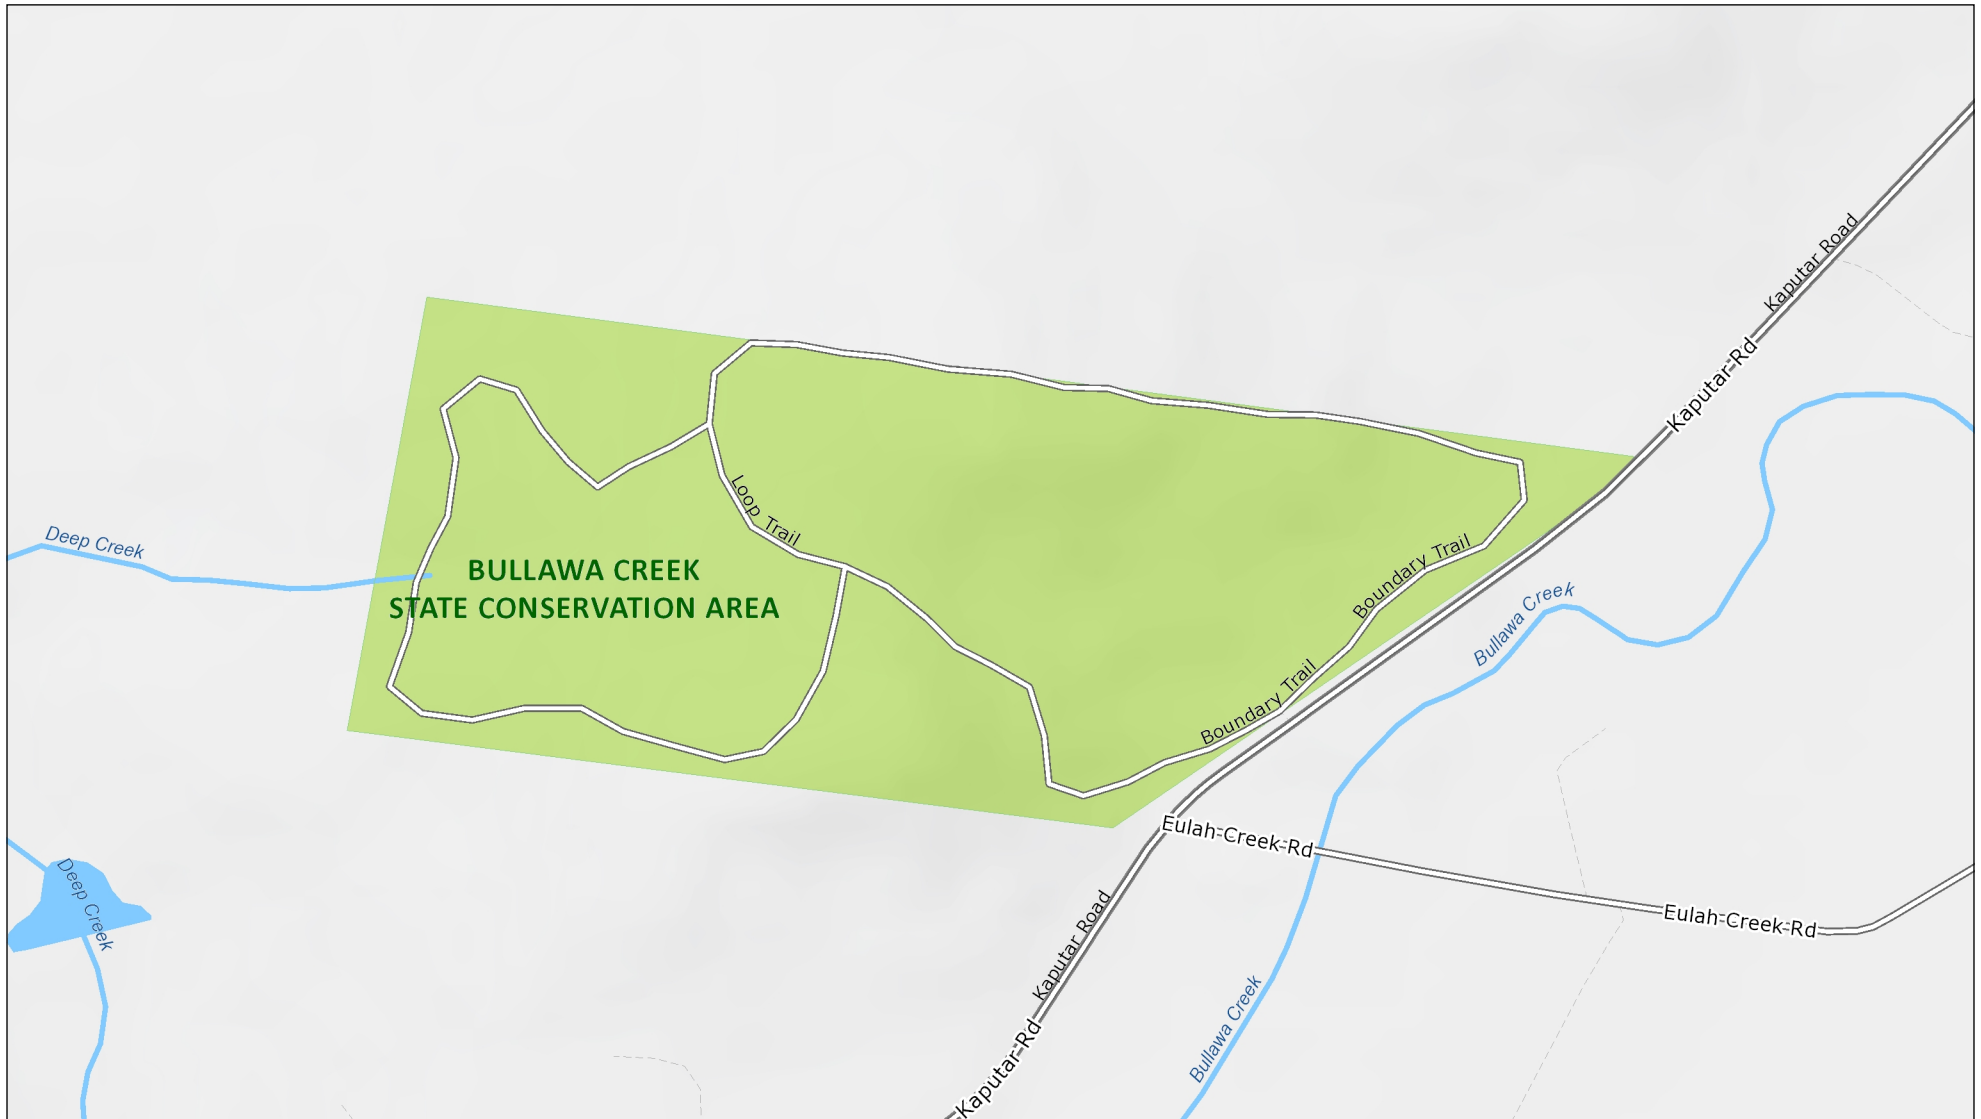 Kaputar Road
Kaputar Rd
Loop Trail
Deep Creek
BULLAWA CREEK
STATE CONSERVATION AREA
Boundary Trail
Bullawa Creek
Boundary Trail
Eulah Creek Rd
Deep Creek
Kaputar Road
Eulah Creek Rd
Bullawa Creek
Kaputar Rd